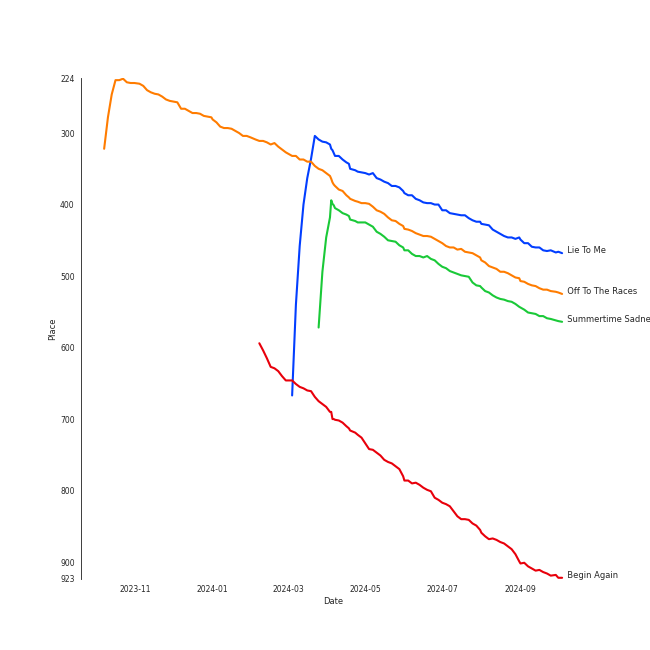 224
300
400
500
600
700
800
900
923
Place
2023-11
2024-01
2024-03
2024-05
2024-07
2024-09
Date
Lie To Me
Off To The Races
Summertime Sadne
Begin Again